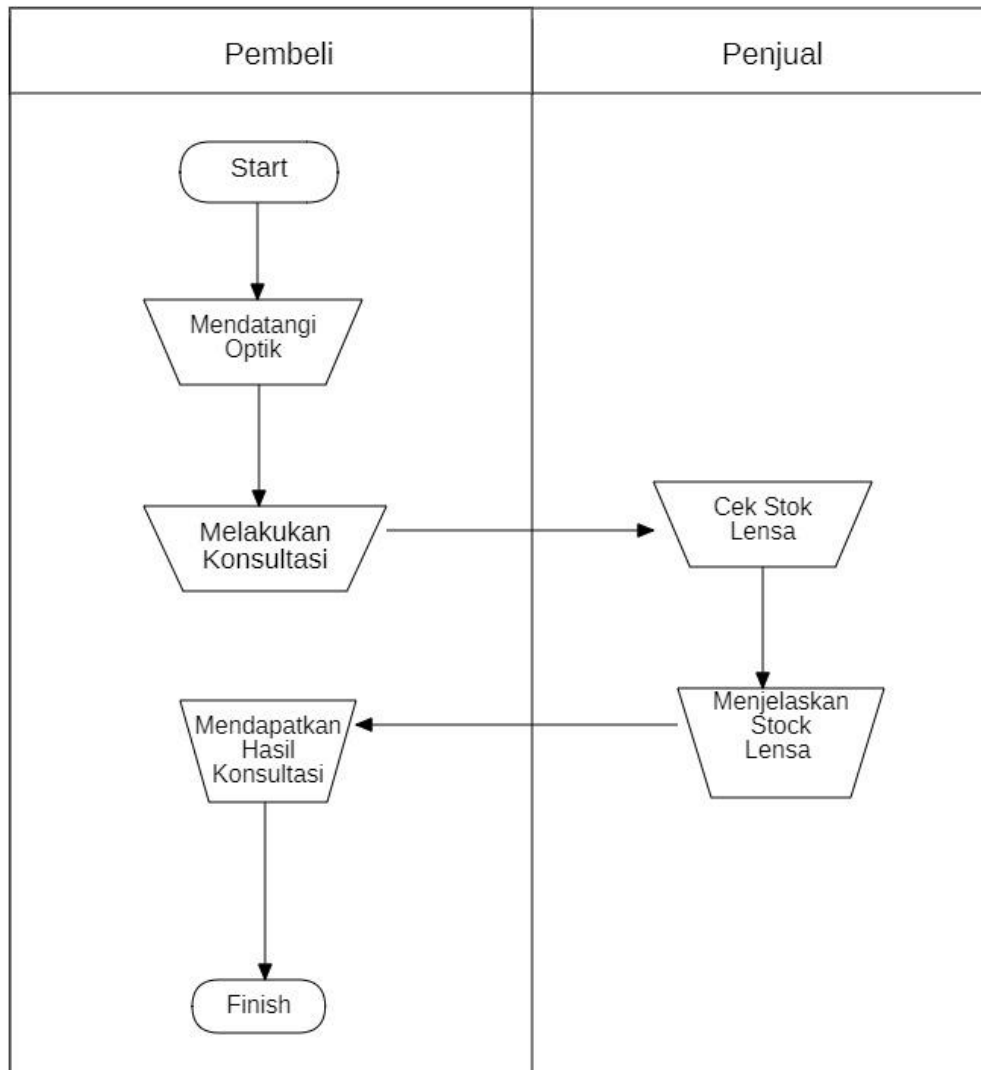 Pembeli
Penjual
Start
Mendatangi
Optik
Melakukan
Konsultasi
Cek Stok
Lensa
Menjelaskan
Stock
Lensa
Mendapatkan
Hasil
Konsultasi
Finish